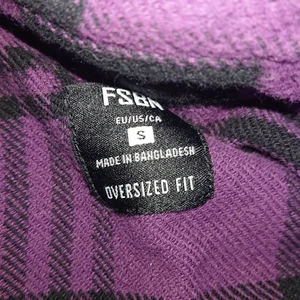 FSBN
EU/US/CA
S
MADE IN BANGLADESH
OVERSIZED FIT